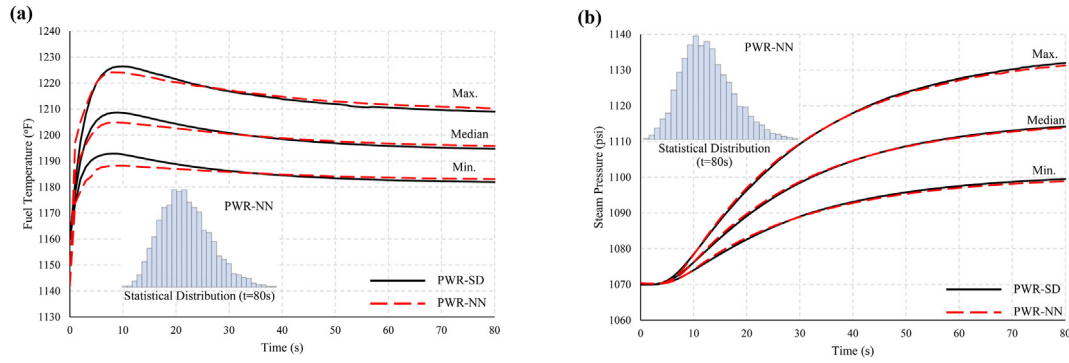 (a)
1240
1230
1220
1210
1200
1190
1180
1170
1160
1150
1140
1130
Fuel Temperature (ºF)
Max.
Median
Min.
PWR-NN
Statistical Distribution (t=80s)
PWR-SD
PWR-NN
0 10 20 30 40 50 60 70 80
Time (s)
(b)
1140
1130
1120
1110
1100
1090
1080
1070
1060
Steam Pressure (psi)
PWR-NN
Statistical Distribution
(t=80s)
Max.
Median
Min.
PWR-SD
PWR-NN
0 10 20 30 40 50 60 70 80
Time (s)